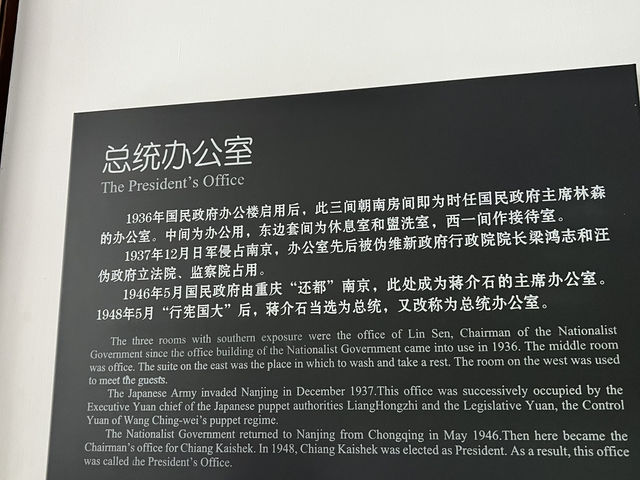 总统办公室
The President's Office
1936年国民政府办公楼启用后，此三间朝南房间即为时任国民政府主席林森
的办公室。中间为办公用，东边套间为休息室和盥洗室，西一间作接待室。
1937年12月日军侵占南京，办公室先后被伪维新政府行政院院长梁鸿志和汪
伪政府立法院、监察院占用。
1946年5月国民政府由重庆“还都”南京，此处成为蒋介石的主席办公室。
1948年5月“行宪国大”后，蒋介石当选为总统，又改称为总统办公室。
The three rooms with southern exposure were the office of Lin Sen, Chairman of the Nationalist
Government since the office building of the Nationalist Government came into use in 1936. The middle room
was office. The suite on the east was the place in which to wash and take a rest. The room on the west was used
to meet the guests.
The Japanese Army invaded Nanjing in December 1937.This office was successively occupied by the
Executive Yuan chief of the Japanese puppet authorities LiangHongzhi and the Legislative Yuan, the Control
Yuan of Wang Ching-wei's puppet regime.
The Nationalist Government returned to Nanjing from Chongqing in May 1946.Then here became the
Chairman's office for Chiang Kaishek. In 1948, Chiang Kaishek was elected as President. As a result, this office
was called the President's Office.